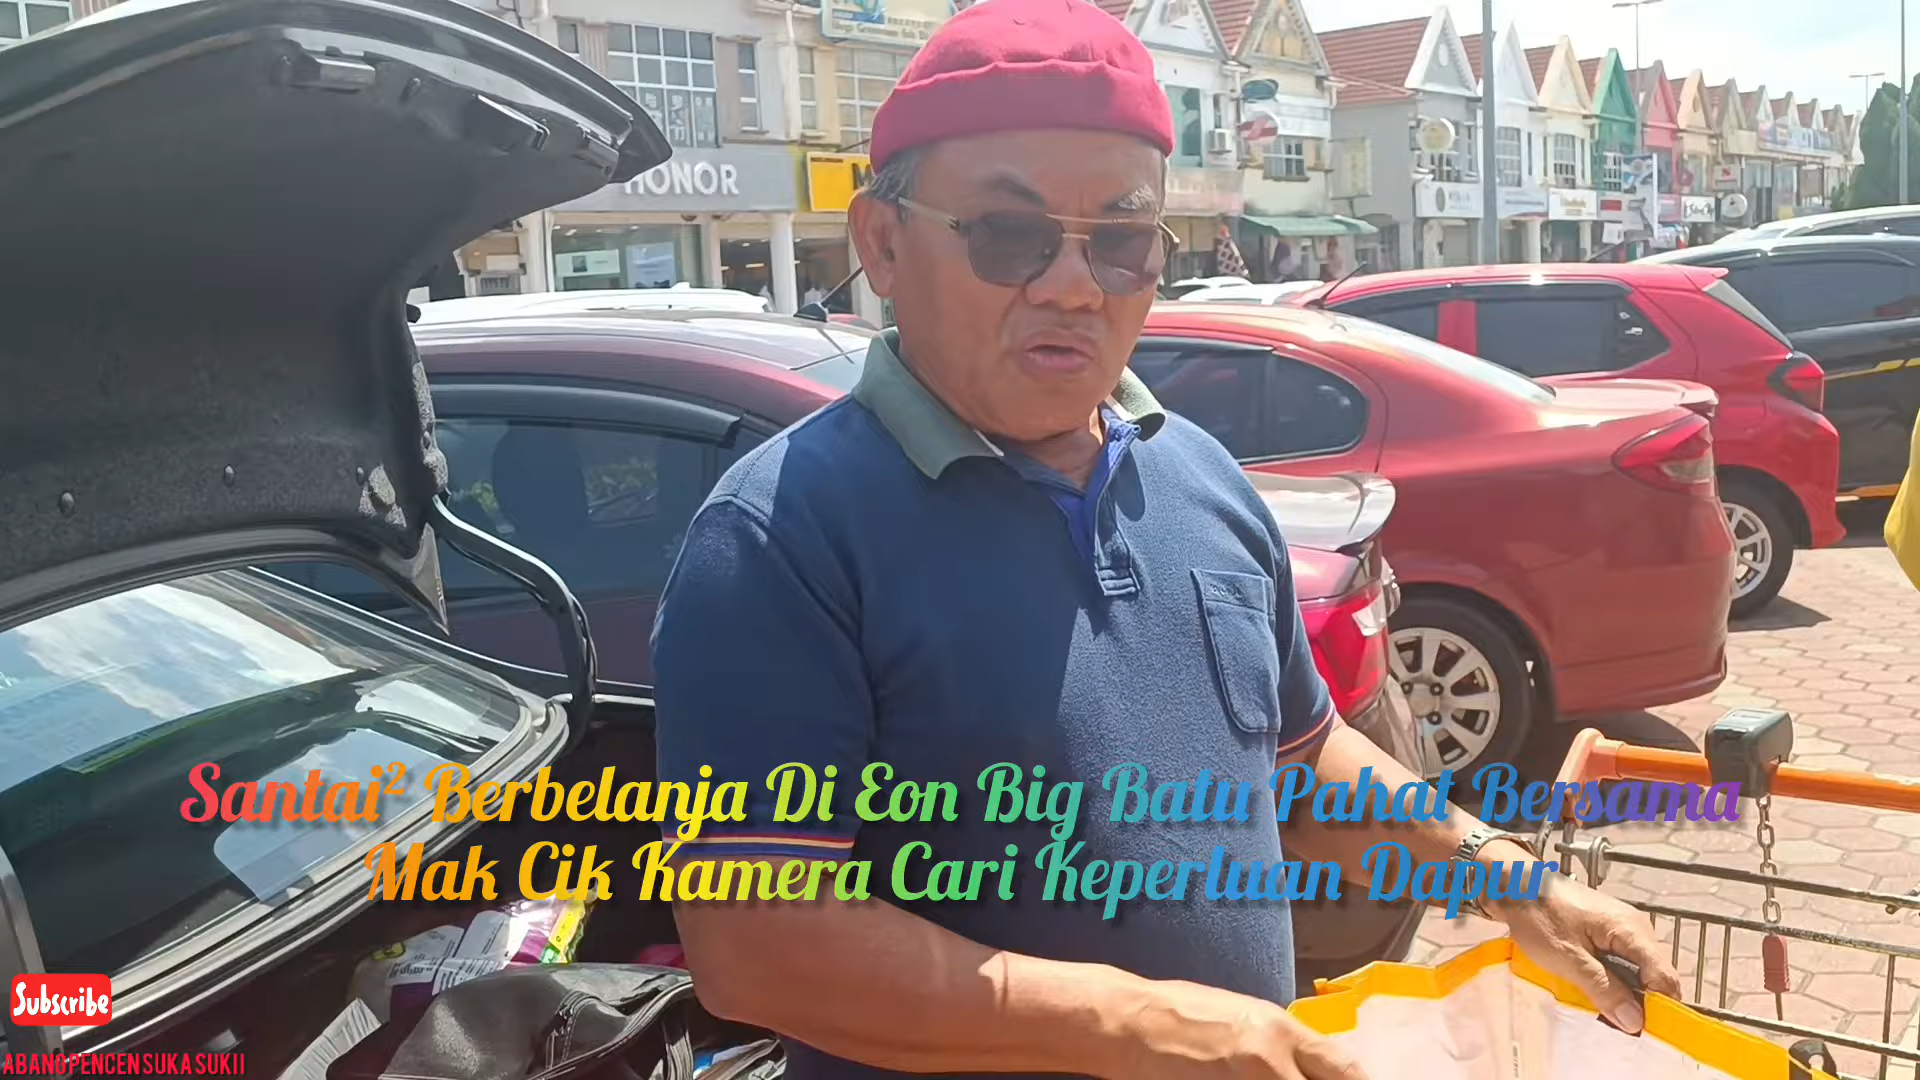 HONOR
Santai² Berbelanja Di Eon Big Batu Pahat Bersama
Mak Cik Kamera Cari Keperluan Dapur
Subscribe
ABANG PENCEN SUKA SUKII